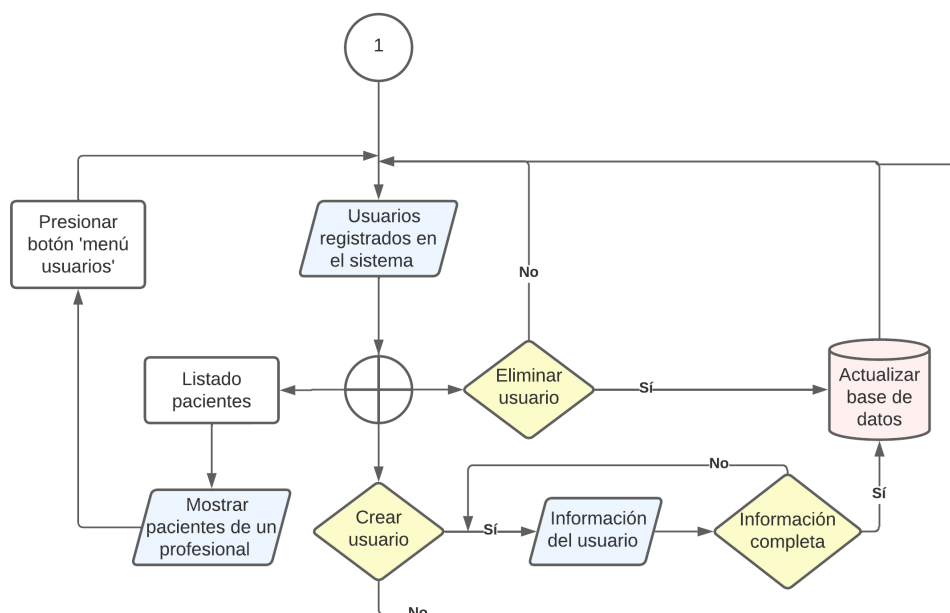 1
Presionar
botón 'menú
usuarios'
Usuarios
registrados en
el sistema
No
Listado
pacientes
Eliminar
usuario
Sí
Actualizar
base de
datos
Mostrar
pacientes de un
profesional
Crear
usuario
Sí
Información
del usuario
No
Información
completa
Sí
No